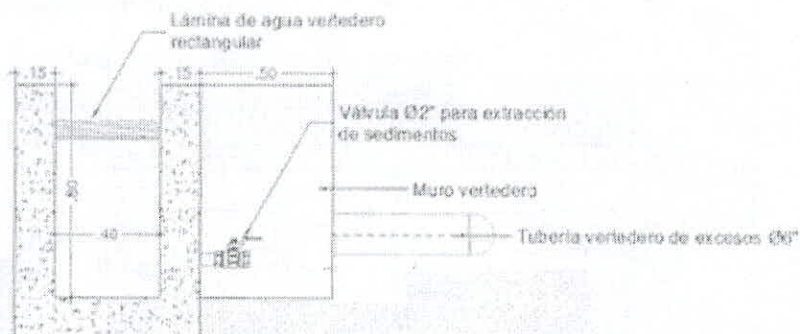 Lámina de agua vertedero
rectangular
.15
.15
.50
Válvula Ø2" para extracción
de sedimentos
Muro vertedero
.40
Tubería vertedero de excesos Ø6"